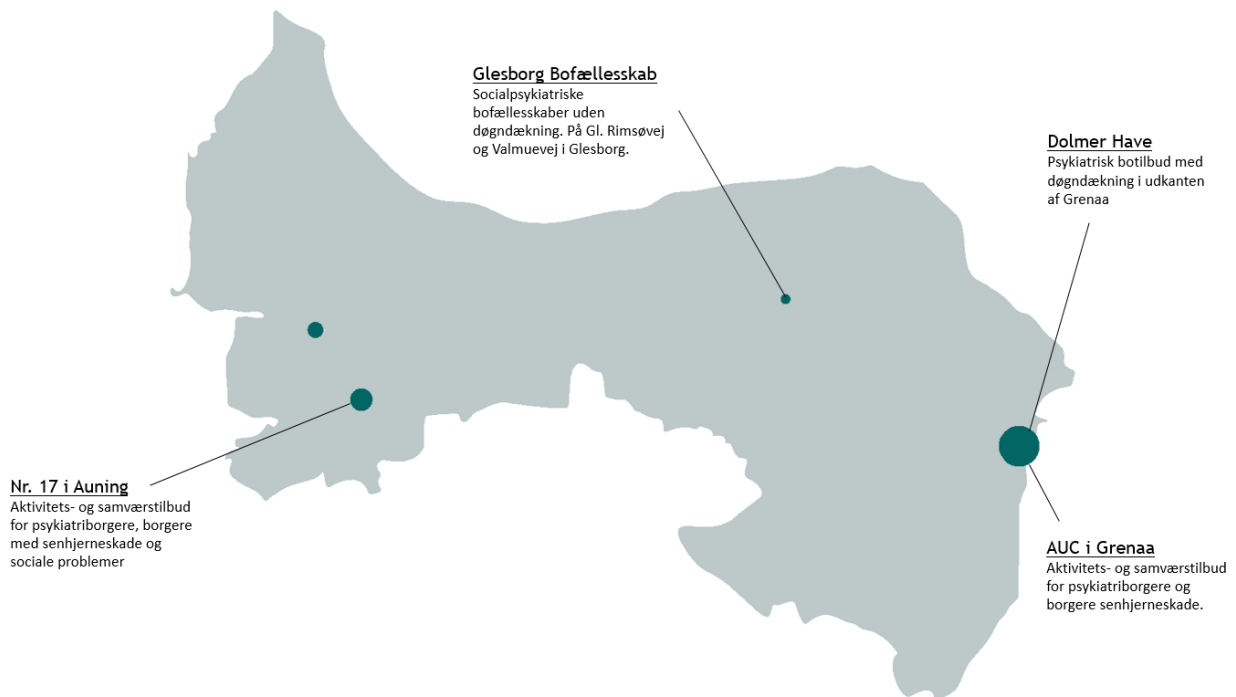 Glesborg Bofællesskab
Socialpsykiatriske
bofællesskaber uden
døgndækning. På Gl. Rimsøvej
og Valmuevej i Glesborg.
Dolmer Have
Psykiatrisk botilbud med
døgndækning i udkanten
af Grenaa
Nr. 17 i Auning
Aktivitets- og samværstilbud
for psykiatriborgere, borgere
med senhjerneskade og
sociale problemer
AUC i Grenaa
Aktivitets- og samværstilbud
for psykiatriborgere og
borgere senhjerneskade.